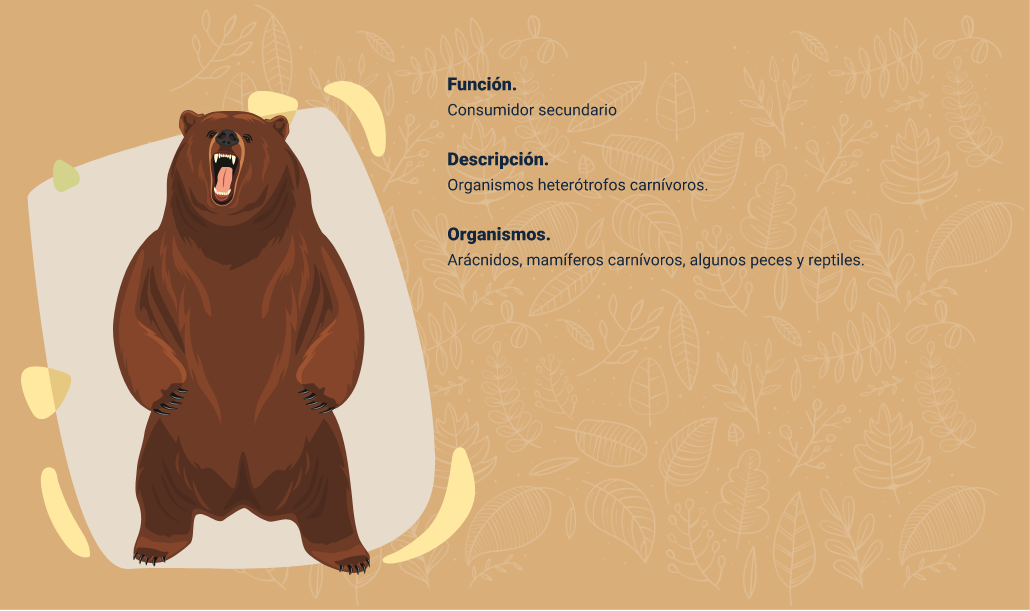 Función.
Consumidor secundario
Descripción.
Organismos heterótrofos carnívoros.
Organismos.
Arácnidos, mamíferos carnívoros, algunos peces y reptiles.